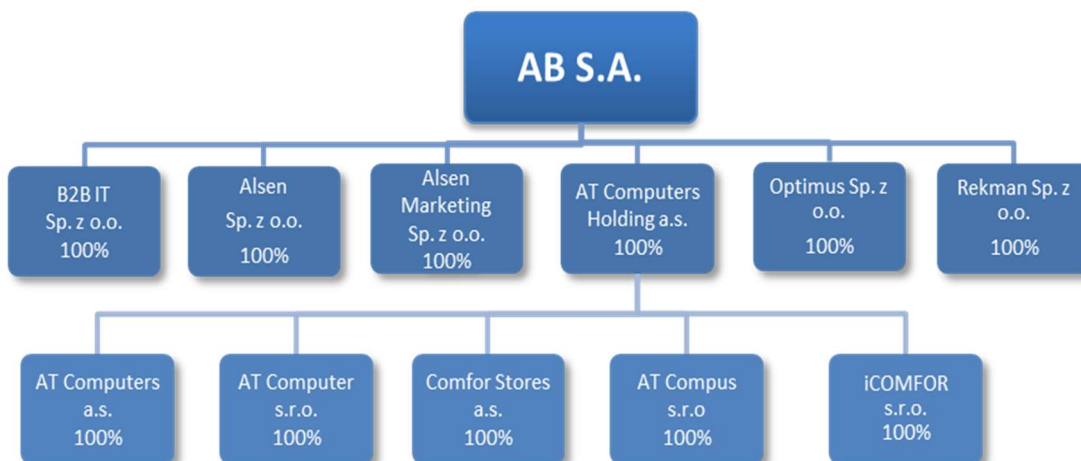 AB S.A.
B2B IT
Sp. z o.o.
100%
Alsen
Sp. z o.o.
100%
Alsen
Marketing
Sp. z o.o.
100%
AT Computers
Holding a.s.
100%
Optimus Sp. z
o.o.
100%
Rekman Sp. z
o.o.
100%
AT Computers
a.s.
100%
AT Computer
s.r.o.
100%
Comfor Stores
a.s.
100%
AT Compus
s.r.o
100%
iCOMFOR
s.r.o.
100%